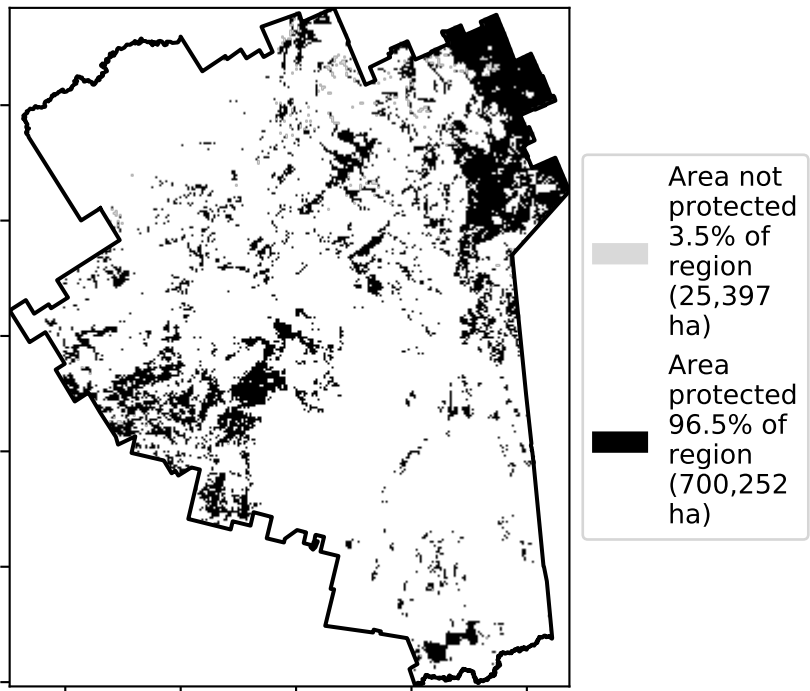 Area not
protected
3.5% of
region
(25,397
ha)
Area
protected
96.5% of
region
(700,252
ha)